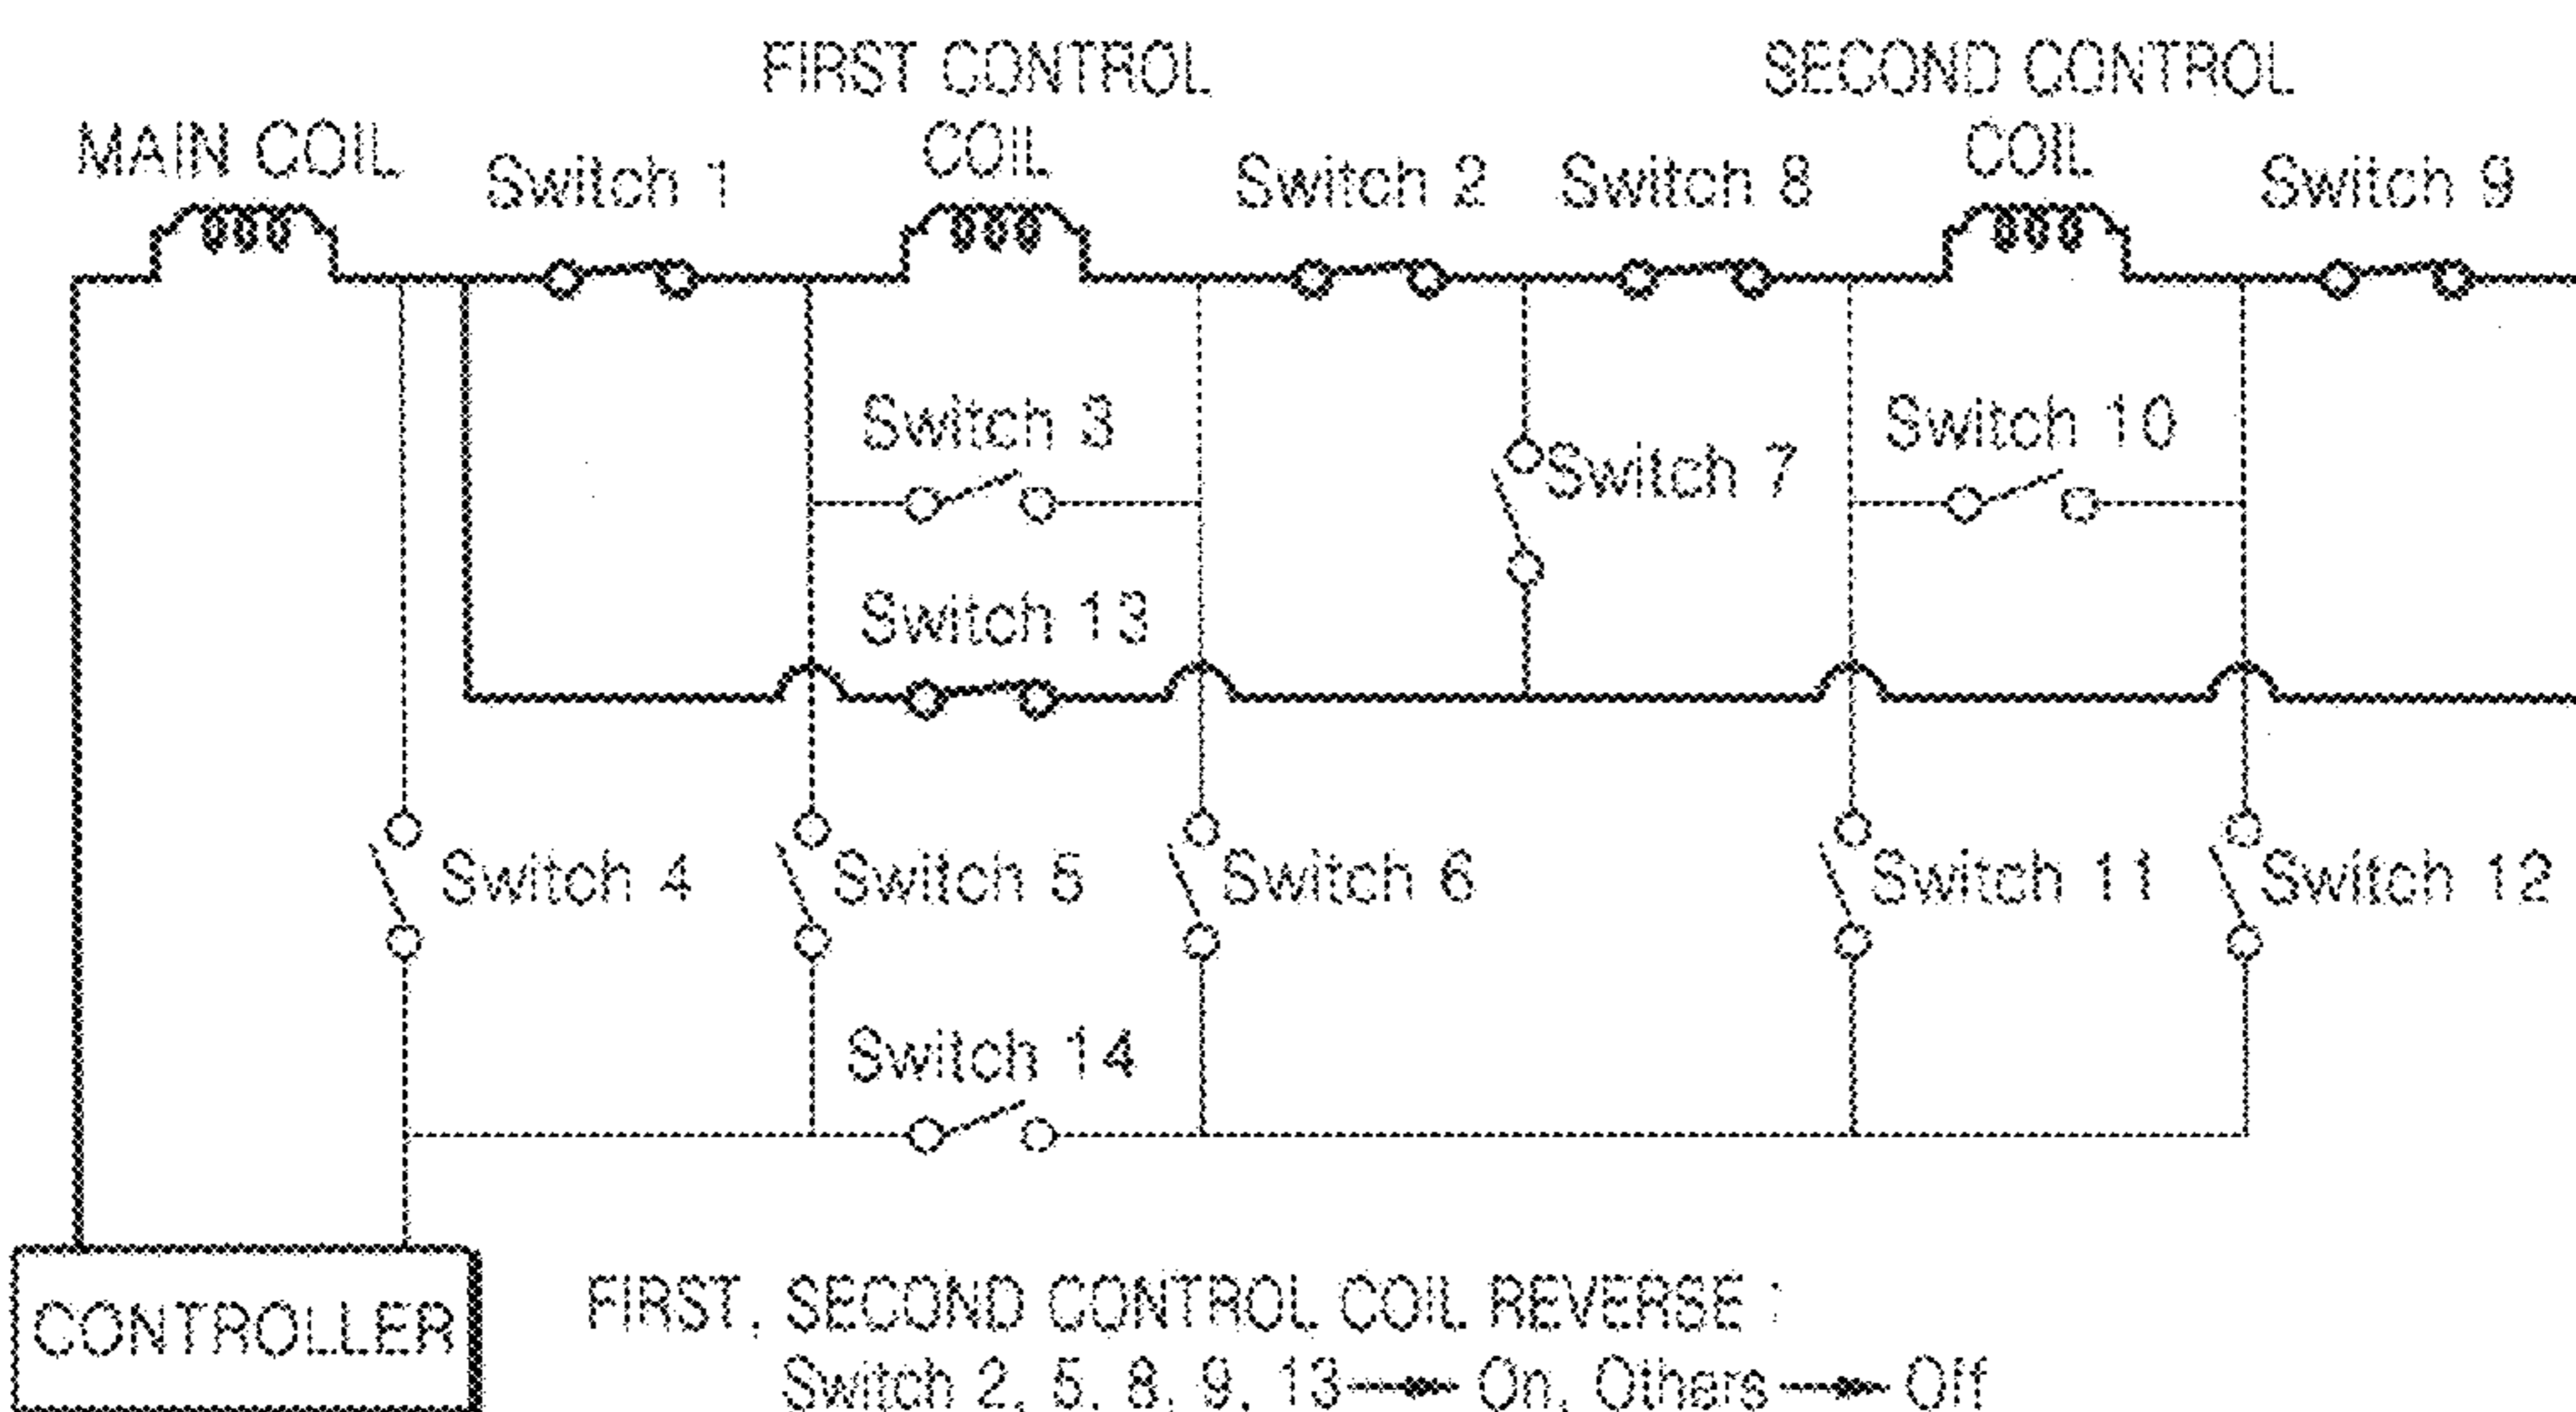 FIRST CONTROL
COIL
SECOND CONTROL
COIL
MAIN COIL
Switch 1
Switch 2
Switch 8
Switch 9
Switch 3
Switch 10
Switch 7
Switch 13
Switch 4
Switch 5
Switch 6
Switch 11
Switch 12
Switch 14
CONTROLLER
FIRST, SECOND CONTROL COIL REVERSE :
Switch 2, 5, 8, 9, 13 → On, Others → Off